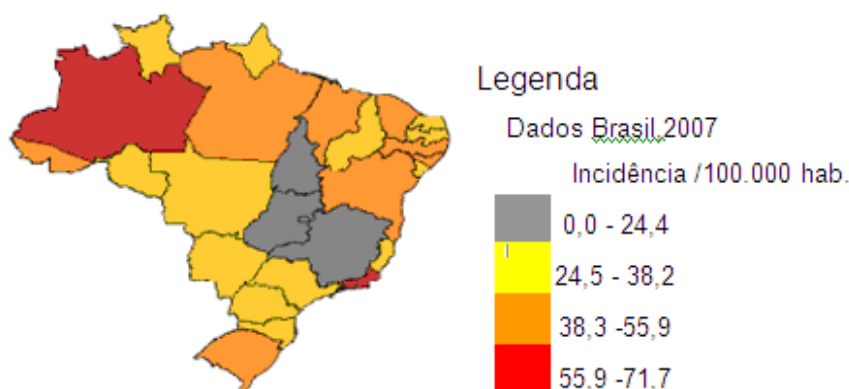 Legenda
Dados Brasil,2007
Incidência /100.000 hab.
0,0 - 24,4
24,5 - 38,2
38,3 -55,9
55,9 -71,7